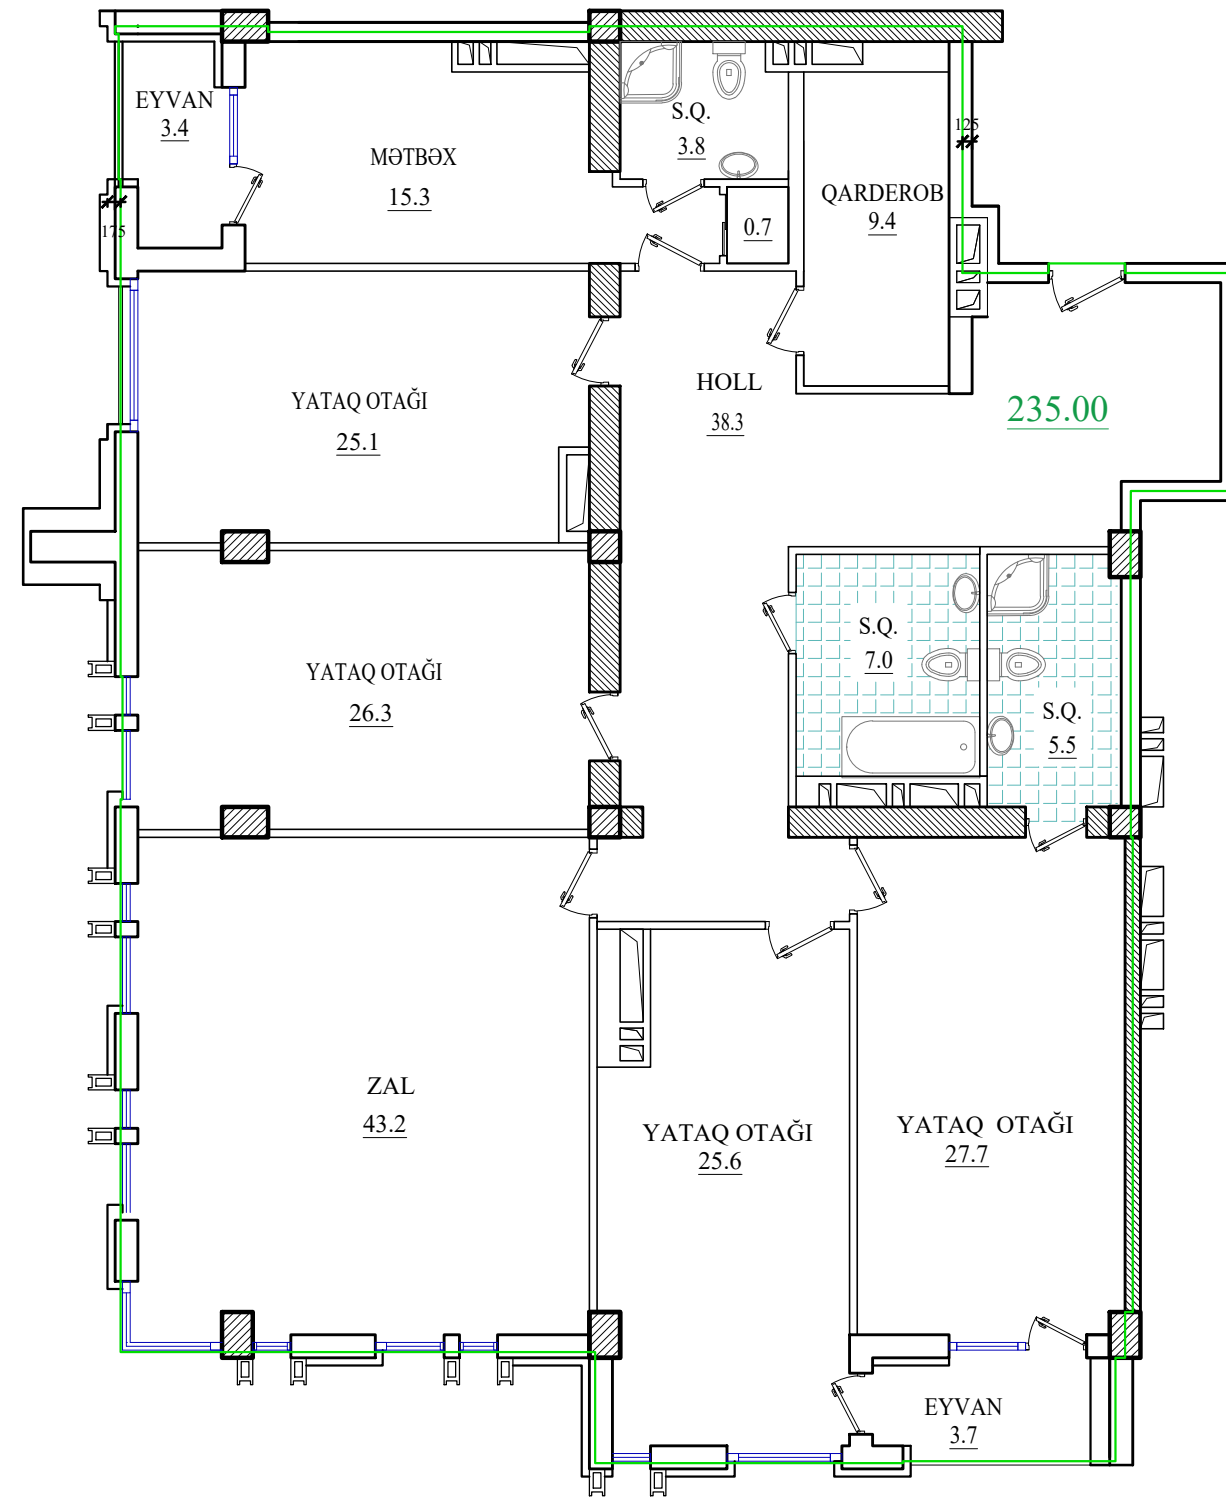 EYVAN
3.4
MƏTBƏX
15.3
S.Q.
3.8
0.7
QARDEROB
9.4
125
175
YATAQ OTAĞI
25.1
HOLL
38.3
235.00
YATAQ OTAĞI
26.3
S.Q.
7.0
S.Q.
5.5
ZAL
43.2
YATAQ OTAĞI
25.6
YATAQ OTAĞI
27.7
EYVAN
3.7